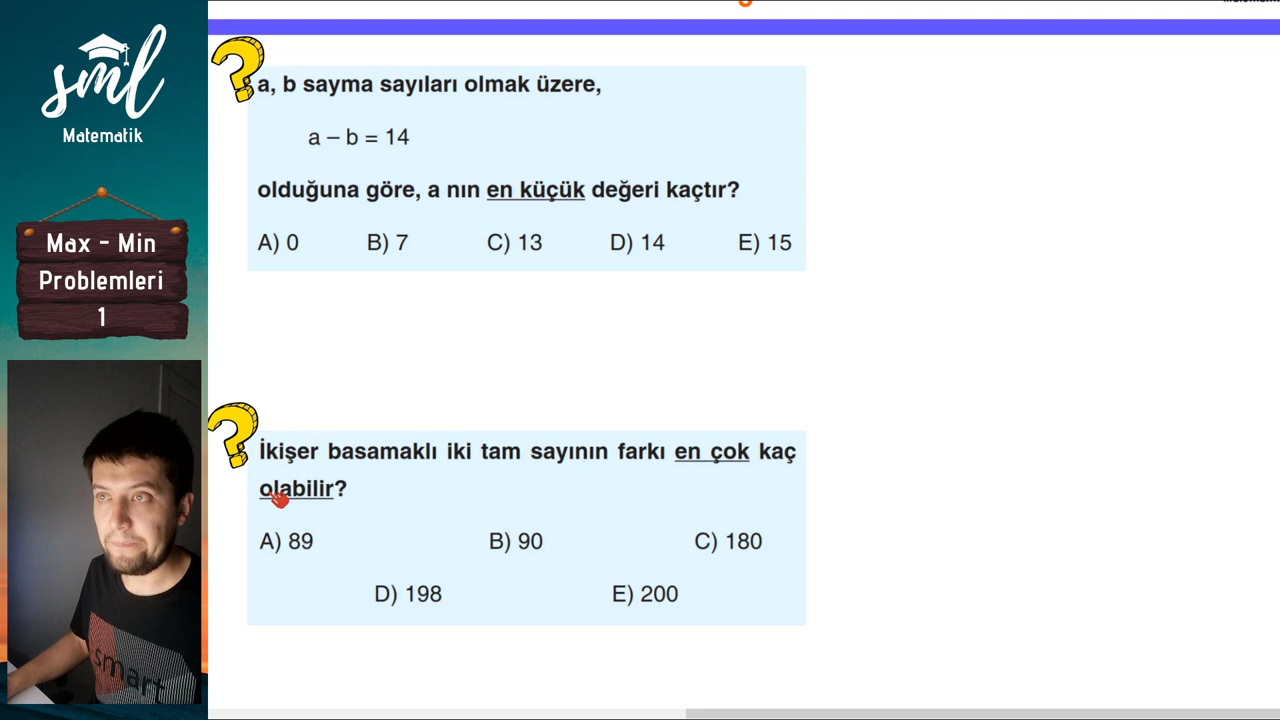 sml
Matematik
Max - Min
Problemleri
1
a, b sayma sayıları olmak üzere,
a – b = 14
olduğuna göre, a nın en küçük değeri kaçtır?
A) 0 B) 7 C) 13 D) 14 E) 15
İkişer basamaklı iki tam sayının farkı en çok kaç
olabilir?
A) 89 B) 90 C) 180
D) 198 E) 200
smart